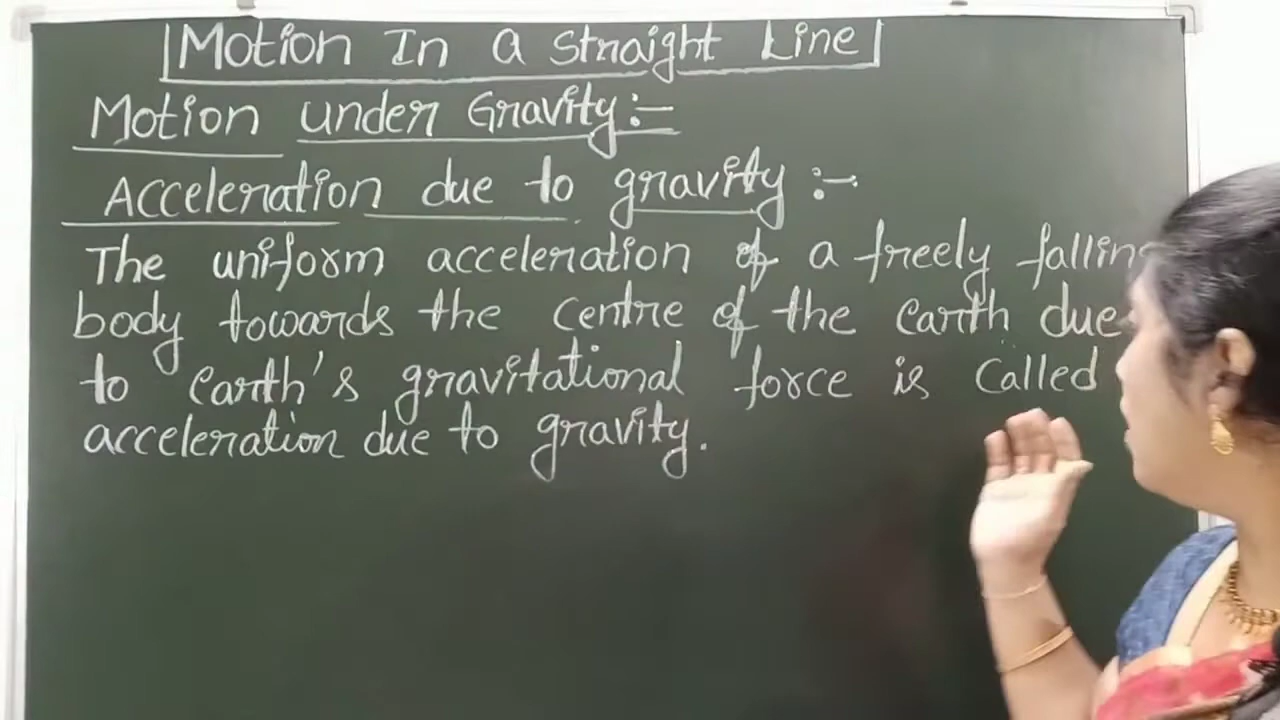 Motion In a Straight Line
Motion under Gravity:-
Acceleration due to gravity :-
The uniform acceleration of a freely falling
body towards the centre of the earth due
to earth's gravitational force is called
acceleration due to gravity.